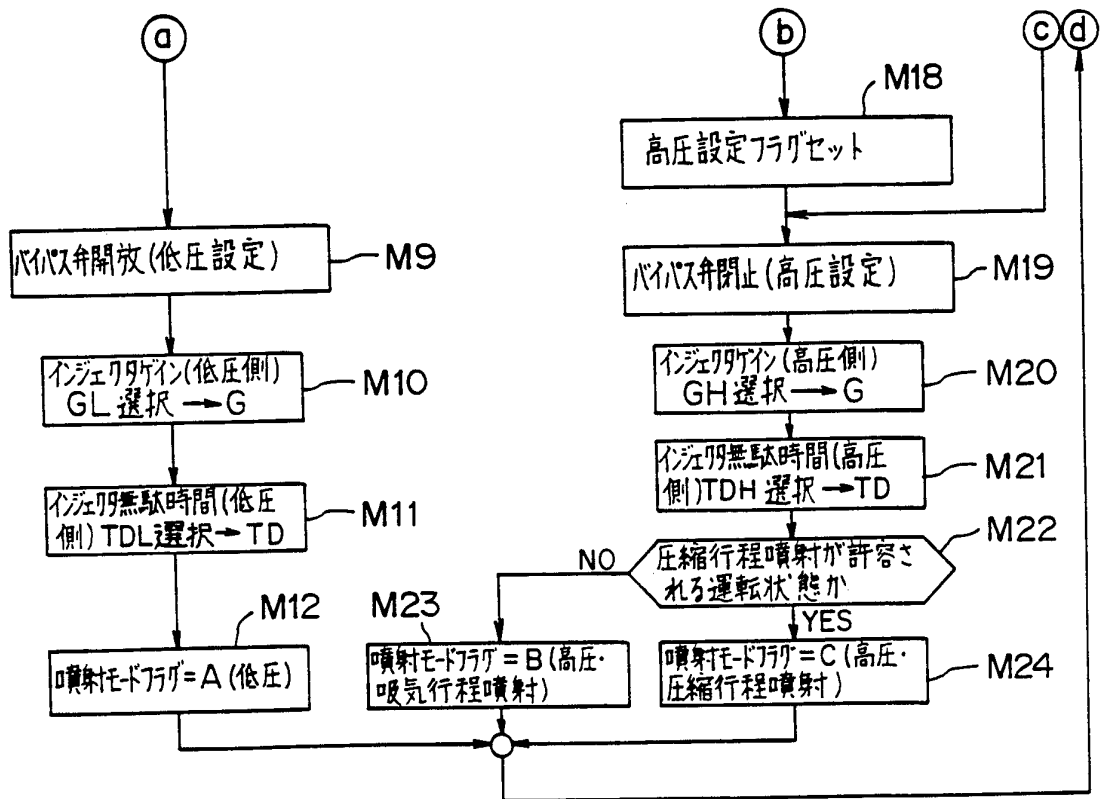 a
b
c
d
M18
高圧設定フラグセット
バイパス弁開放(低圧設定)
M9
バイパス弁閉止(高圧設定)
M19
インジェクタゲイン(低圧側)
GL選択→G
M10
インジェクタゲイン(高圧側)
GH選択→G
M20
インジェクタ無駄時間(低圧
側)TDL選択→TD
M11
インジェクタ無駄時間(高圧
側)TDH選択→TD
M21
圧縮行程噴射が許容さ
れる運転状態か
M22
NO
YES
M12
噴射モードフラグ=A(低圧)
M23
噴射モードフラグ=B(高圧・
吸気行程噴射)
噴射モードフラグ=C(高圧・
圧縮行程噴射)
M24